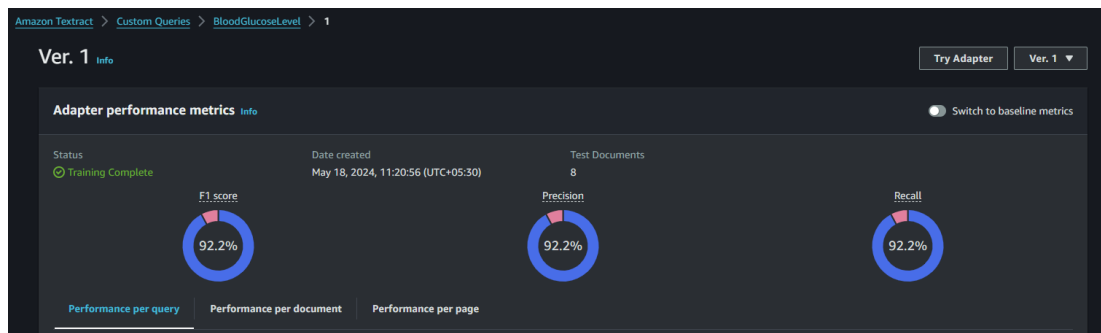 Amazon Textract > Custom Queries > BloodGlucoseLevel > 1
Ver. 1 Info
Try Adapter
Ver. 1 ▼
Adapter performance metrics Info
Switch to baseline metrics
Status
Date created
Test Documents
Training Complete
May 18, 2024, 11:20:56 (UTC+05:30)
8
F1 score
Precision
Recall
92.2%
92.2%
92.2%
Performance per query
Performance per document
Performance per page